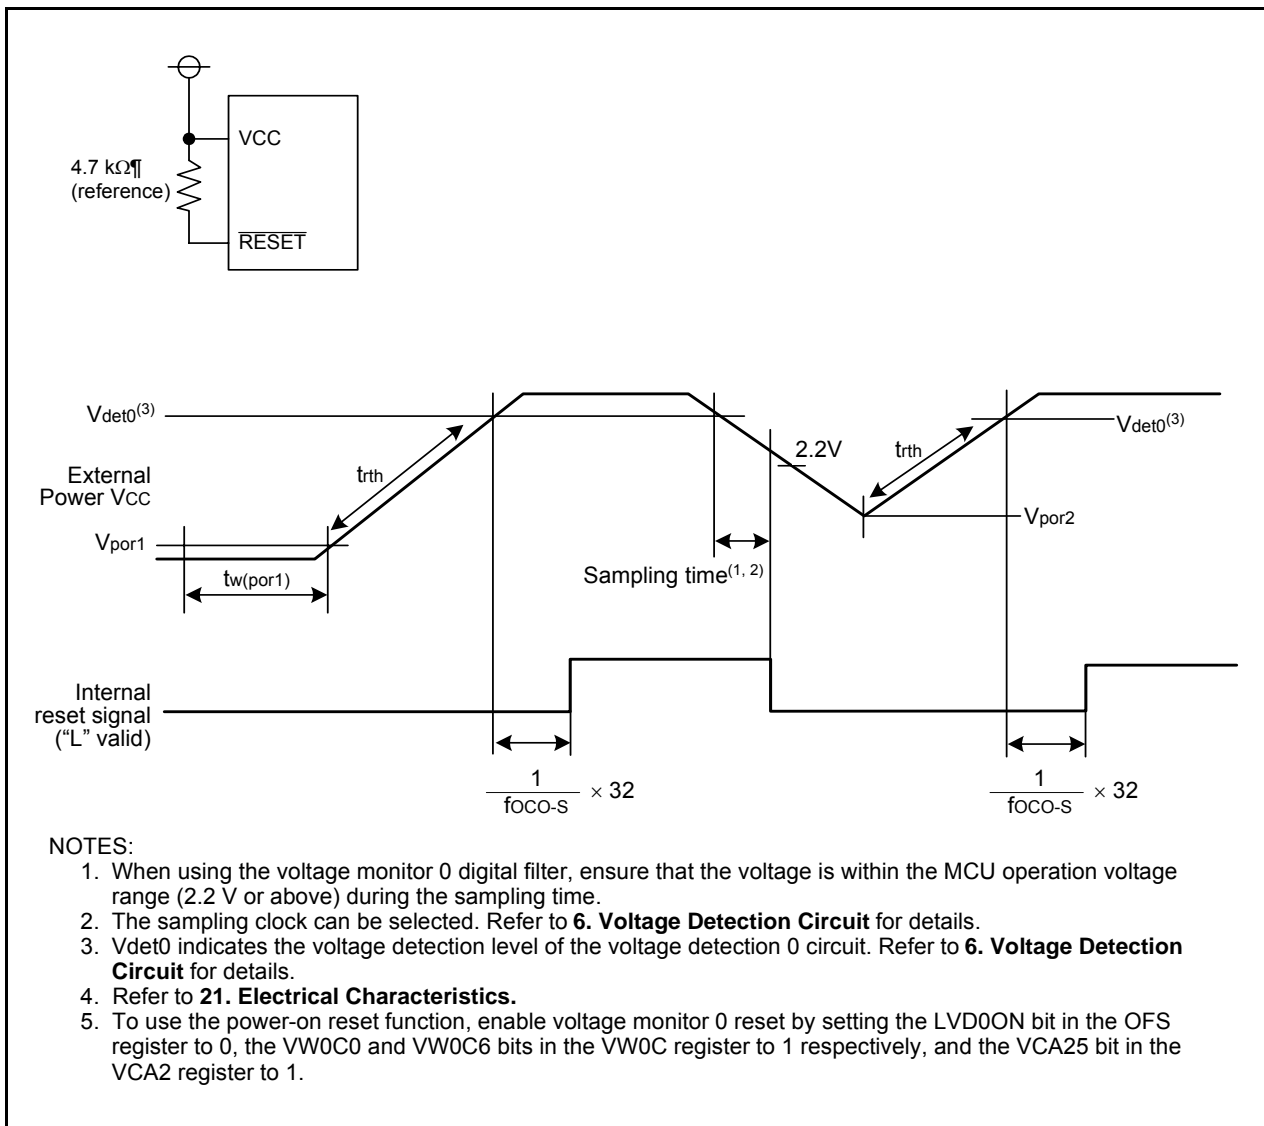 VCC
4.7 kΩ¶
(reference)
RESET
Vdet0(3)
2.2V
Vdet0(3)
trth
trth
External
Power VCC
Vpor1
Vpor2
tw(por1)
Sampling time(1, 2)
Internal
reset signal
(“L” valid)
1
fOCO-S
× 32
1
fOCO-S
× 32
NOTES:
1. When using the voltage monitor 0 digital filter, ensure that the voltage is within the MCU operation voltage
range (2.2 V or above) during the sampling time.
2. The sampling clock can be selected. Refer to 6. Voltage Detection Circuit for details.
3. Vdet0 indicates the voltage detection level of the voltage detection 0 circuit. Refer to 6. Voltage Detection
Circuit for details.
4. Refer to 21. Electrical Characteristics.
5. To use the power-on reset function, enable voltage monitor 0 reset by setting the LVD0ON bit in the OFS
register to 0, the VW0C0 and VW0C6 bits in the VW0C register to 1 respectively, and the VCA25 bit in the
VCA2 register to 1.